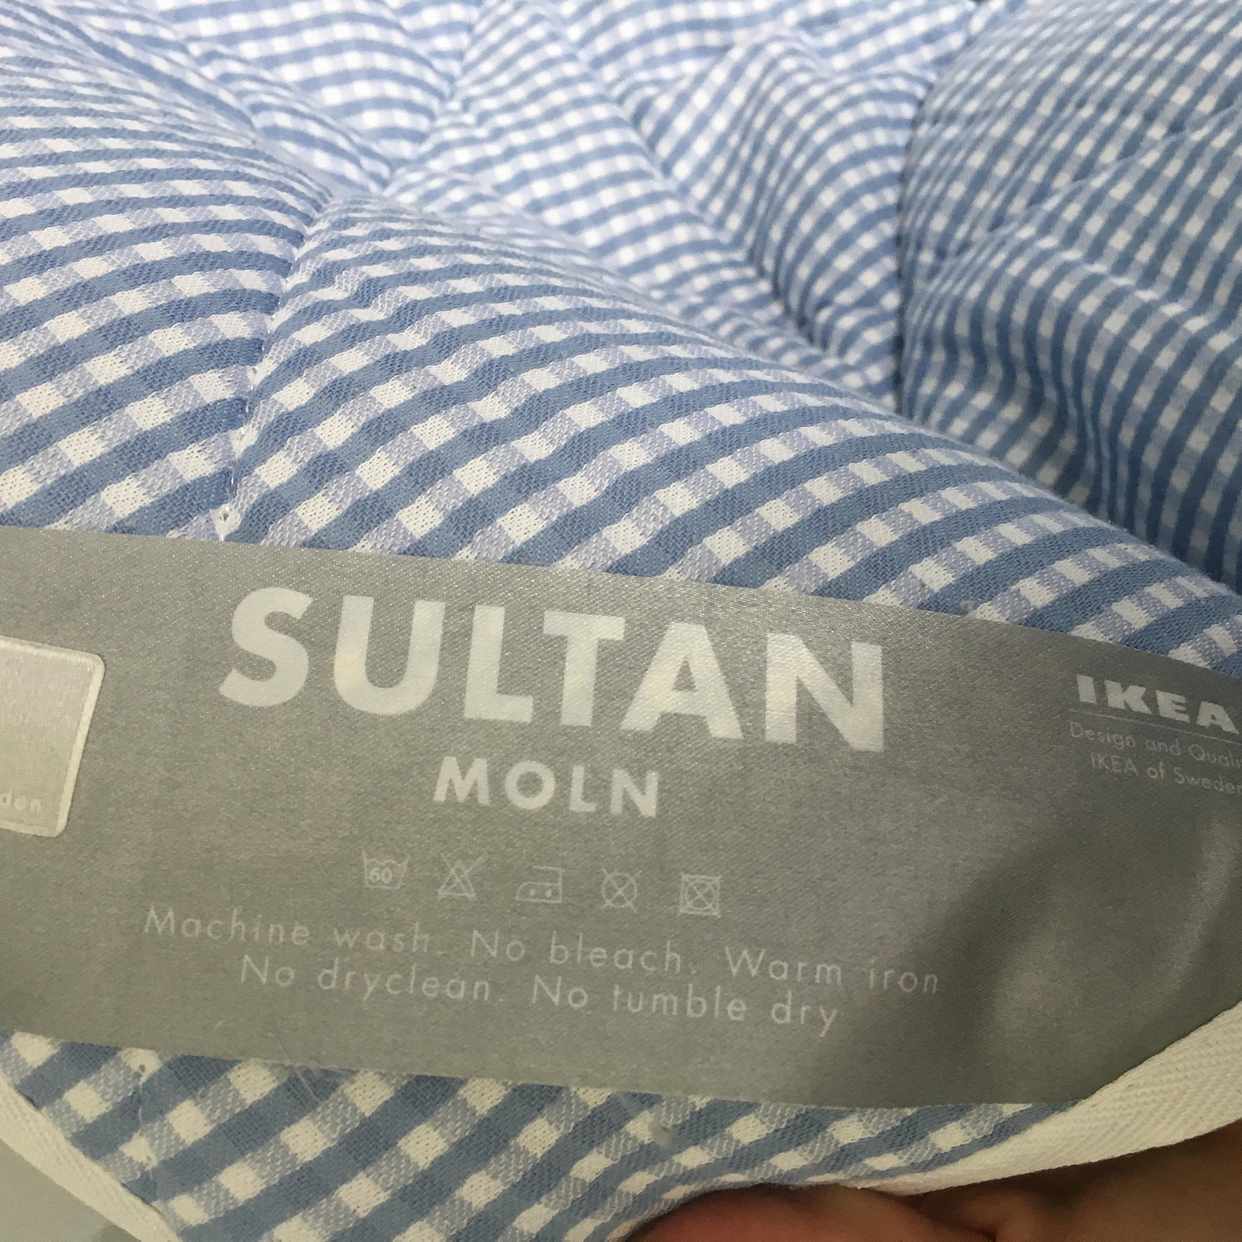 SULTAN
MOLN
IKEA
Design and
IKEA of Sweden
60
Machine wash. No bleach. Warm iron
No dryclean. No tumble dry